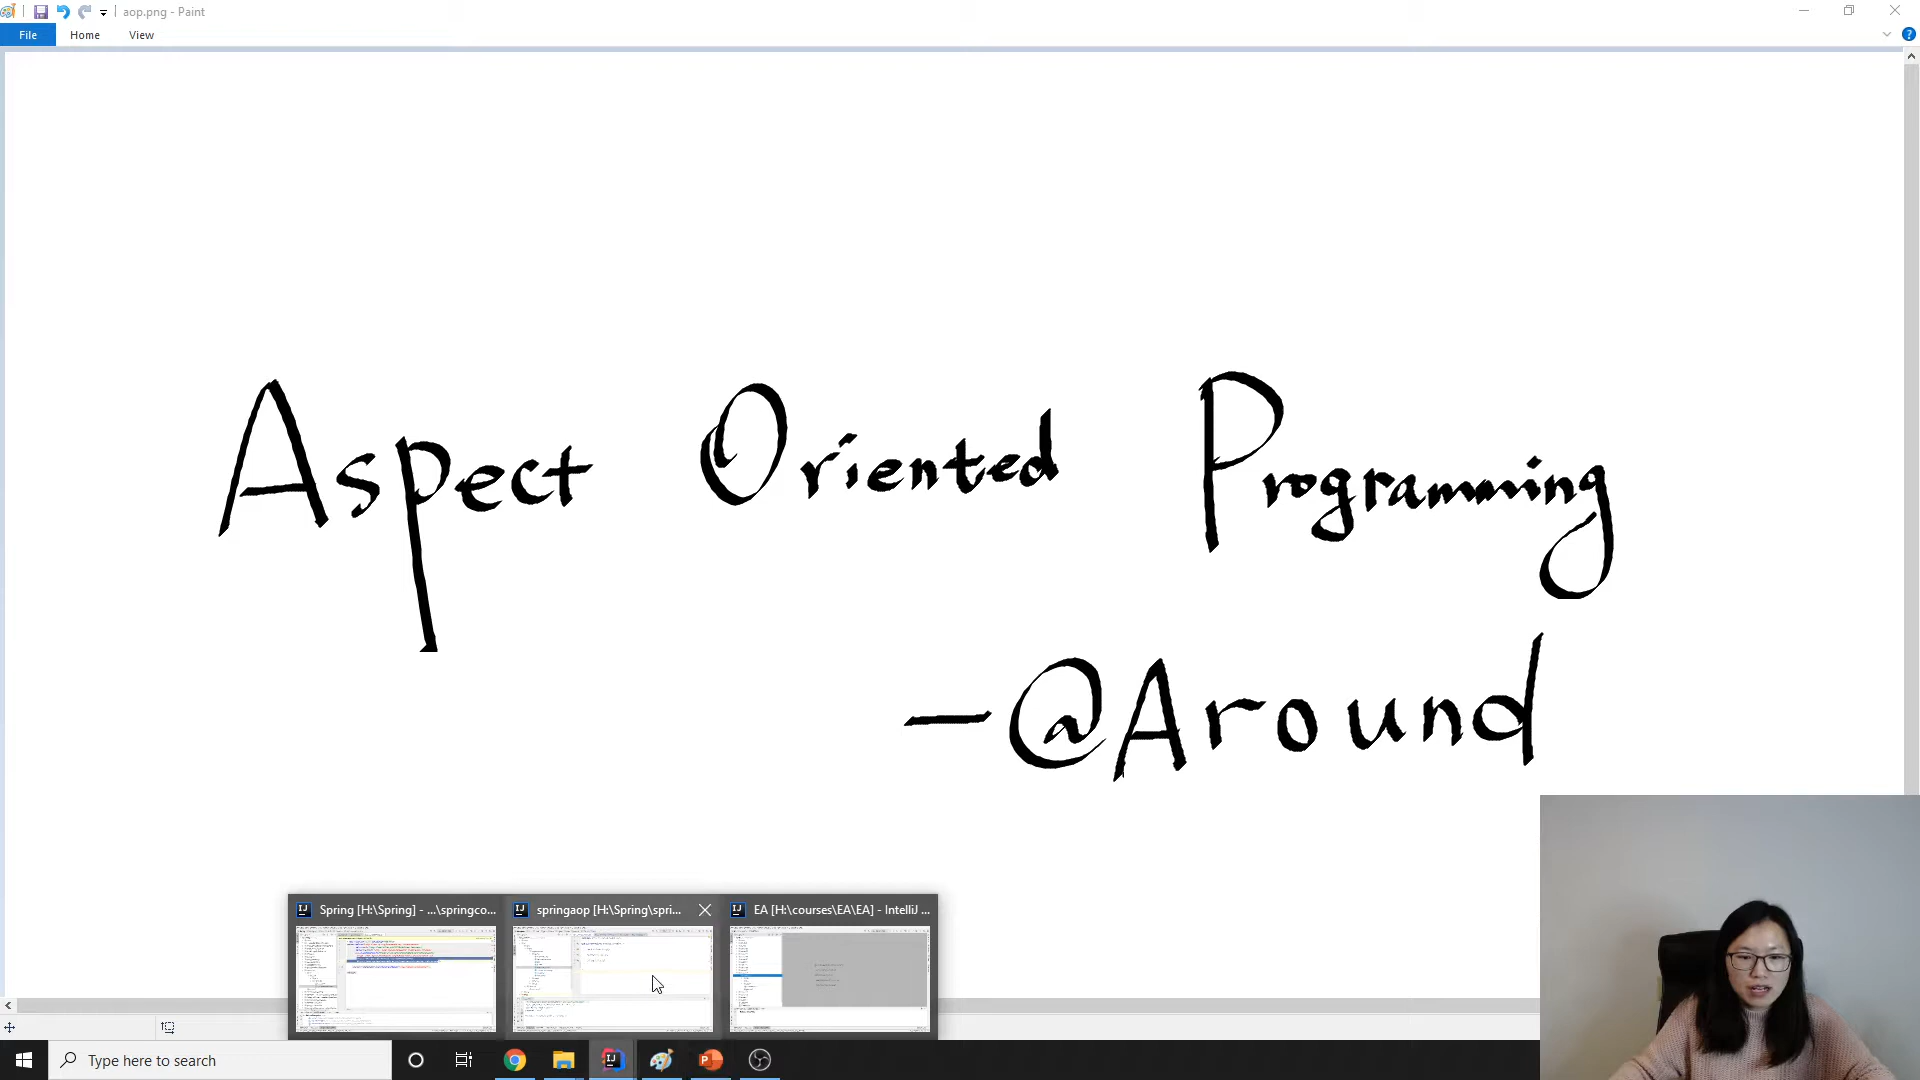 aop.png - Paint
File Home View
Aspect Oriented Programming
- @Around
Spring [H:\Spring] - ...\springco...
springaop [H:\Spring\spri...
EA [H:\courses\EA\EA] - IntelliJ ...
Type here to search